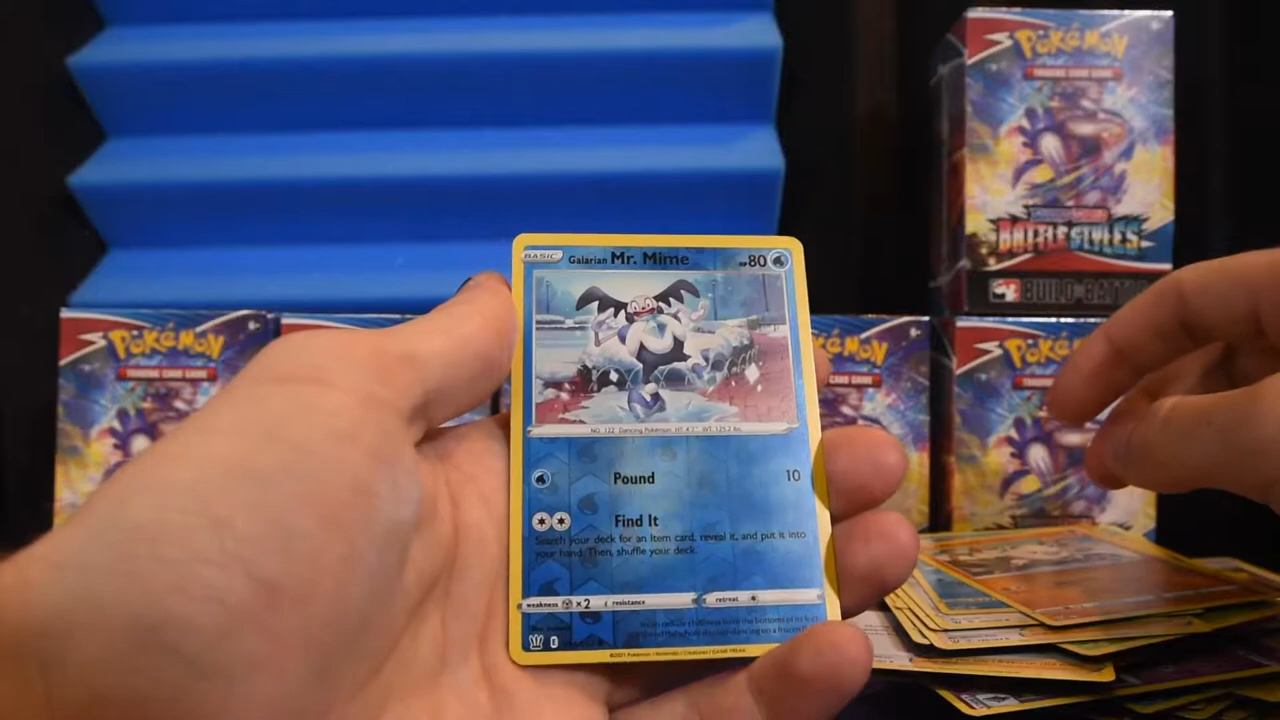 POKéMON
TRADING CARD GAME
BATTLE STYLES
BUILD & BATTLE
BASIC Galarian Mr. Mime HP 80
NO. 122 Dancing Pokémon HT 4'7" WT 125.2 lbs.
Pound 10
Find It
Search your deck for an Item card, reveal it, and put it into
your hand. Then, shuffle your deck.
weakness ×2 resistance retreat
E
©2021 Pokémon / Nintendo / Creatures / GAME FREAK
POKéMON
TRADING CARD GAME
CARD GAME